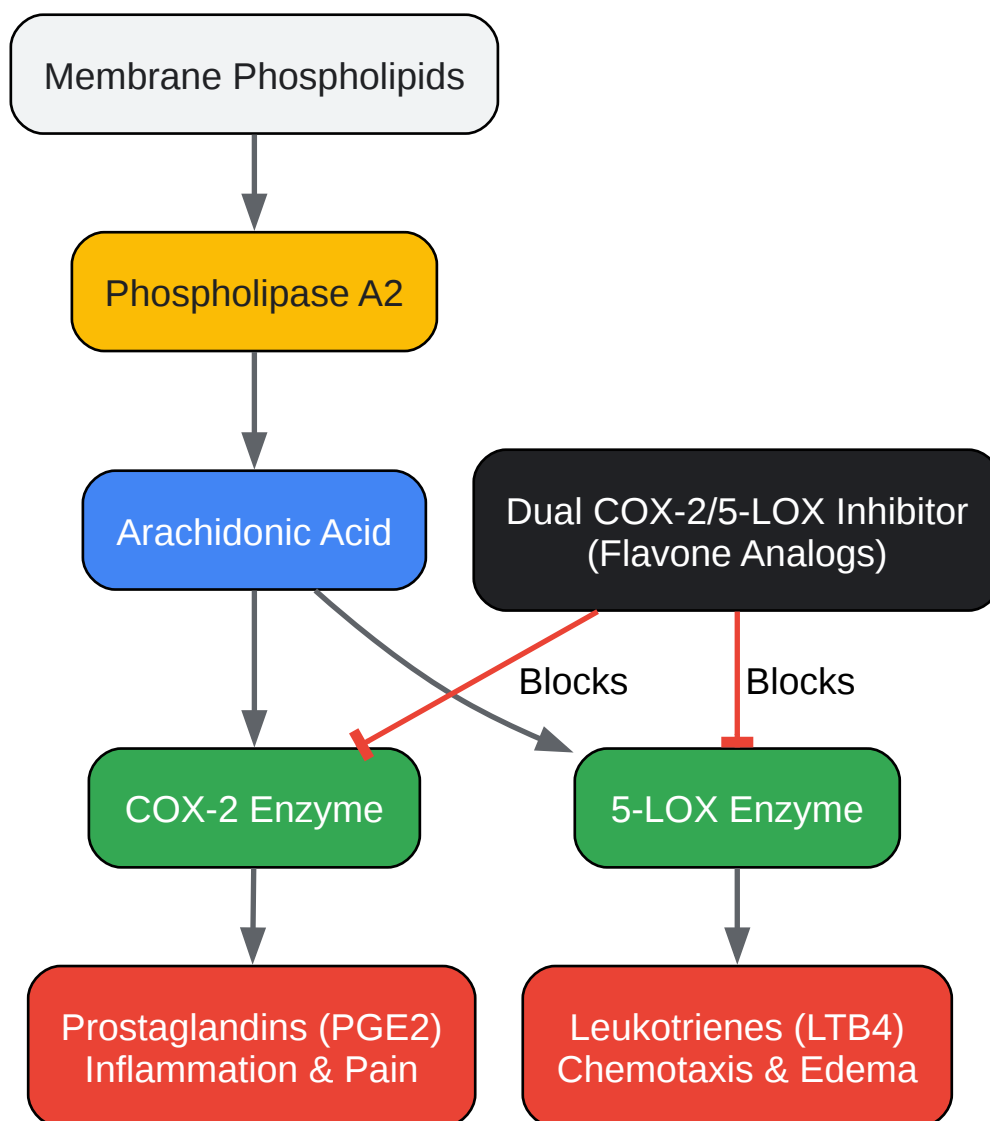 Membrane Phospholipids
Phospholipase A2
Arachidonic Acid
Dual COX-2/5-LOX Inhibitor
(Flavone Analogs)
Blocks
Blocks
COX-2 Enzyme
5-LOX Enzyme
Prostaglandins (PGE2)
Inflammation & Pain
Leukotrienes (LTB4)
Chemotaxis & Edema